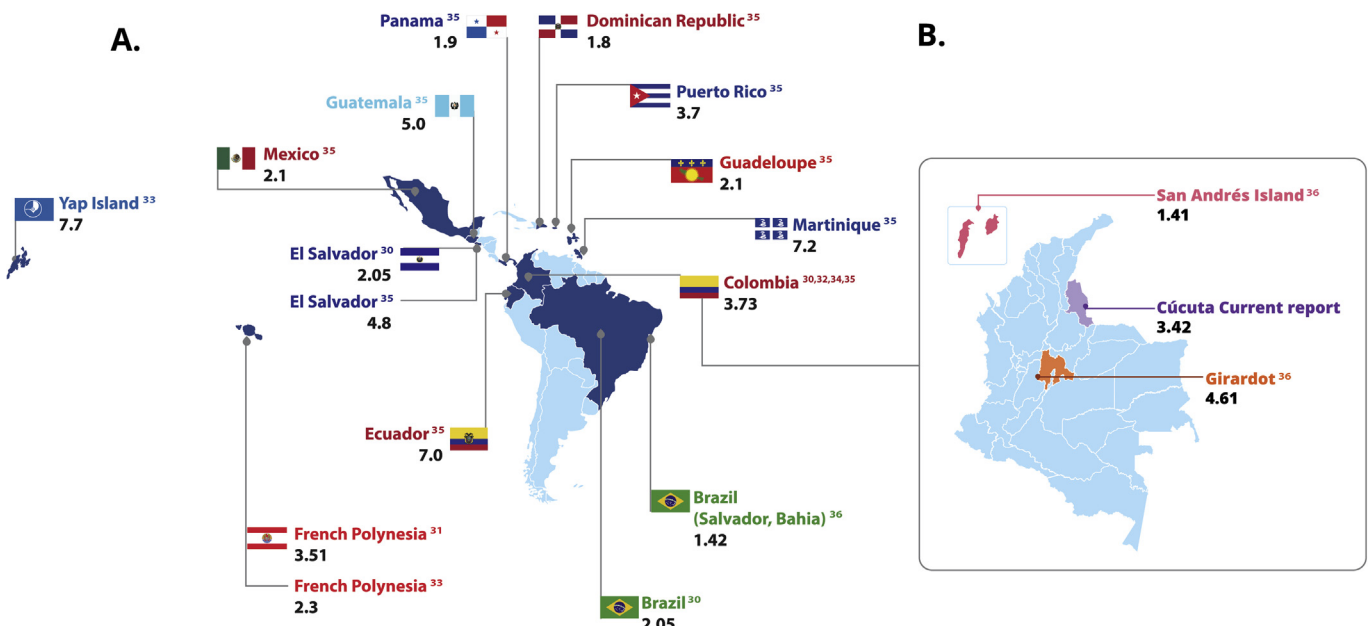 A.
Panama 35
1.9
Dominican Republic 35
1.8
B.
Puerto Rico 35
3.7
Guatemala 35
5.0
Mexico 35
2.1
Guadeloupe 35
2.1
Yap Island 33
7.7
Martinique 35
7.2
El Salvador 30
2.05
El Salvador 35
4.8
Colombia 30,32,34,35
3.73
San Andrés Island 36
1.41
Cúcuta Current report
3.42
Girardot 36
4.61
Ecuador 35
7.0
Brazil
(Salvador, Bahia) 36
1.42
French Polynesia 31
3.51
French Polynesia 33
2.3
Brazil 30
2.05